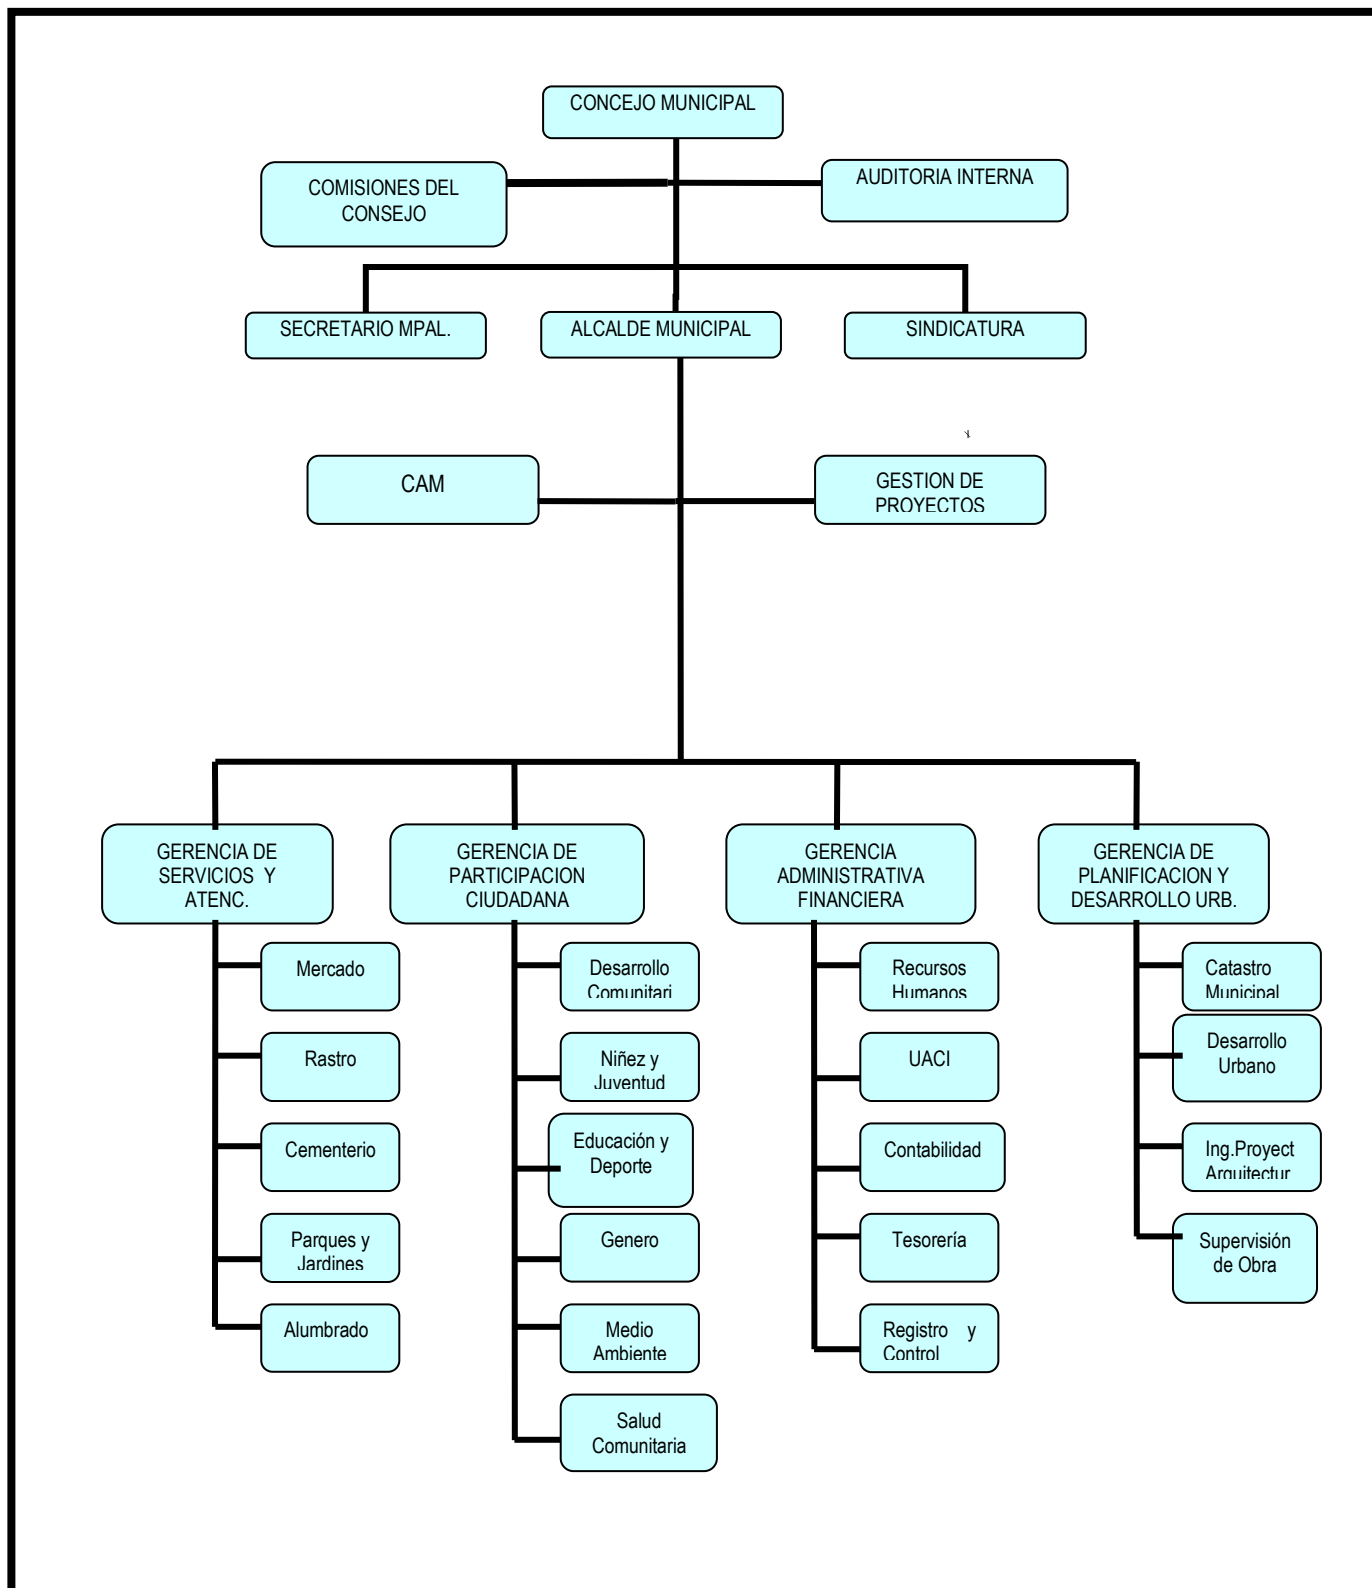 CONCEJO MUNICIPAL
COMISIONES DEL
CONSEJO
AUDITORIA INTERNA
SECRETARIO MPAL.
ALCALDE MUNICIPAL
SINDICATURA
CAM
GESTION DE
PROYECTOS
GERENCIA DE
SERVICIOS Y
ATENC.
GERENCIA DE
PARTICIPACION
CIUDADANA
GERENCIA
ADMINISTRATIVA
FINANCIERA
GERENCIA DE
PLANIFICACION Y
DESARROLLO URB.
Mercado
Rastro
Cementerio
Parques y
Jardines
Alumbrado
Desarrollo
Comunitari
Niñez y
Juventud
Educación y
Deporte
Genero
Medio
Ambiente
Salud
Comunitaria
Recursos
Humanos
UACI
Contabilidad
Tesorería
Registro y
Control
Catastro
Municipal
Desarrollo
Urbano
Ing.Proyect
Arquitectur
Supervisión
de Obra